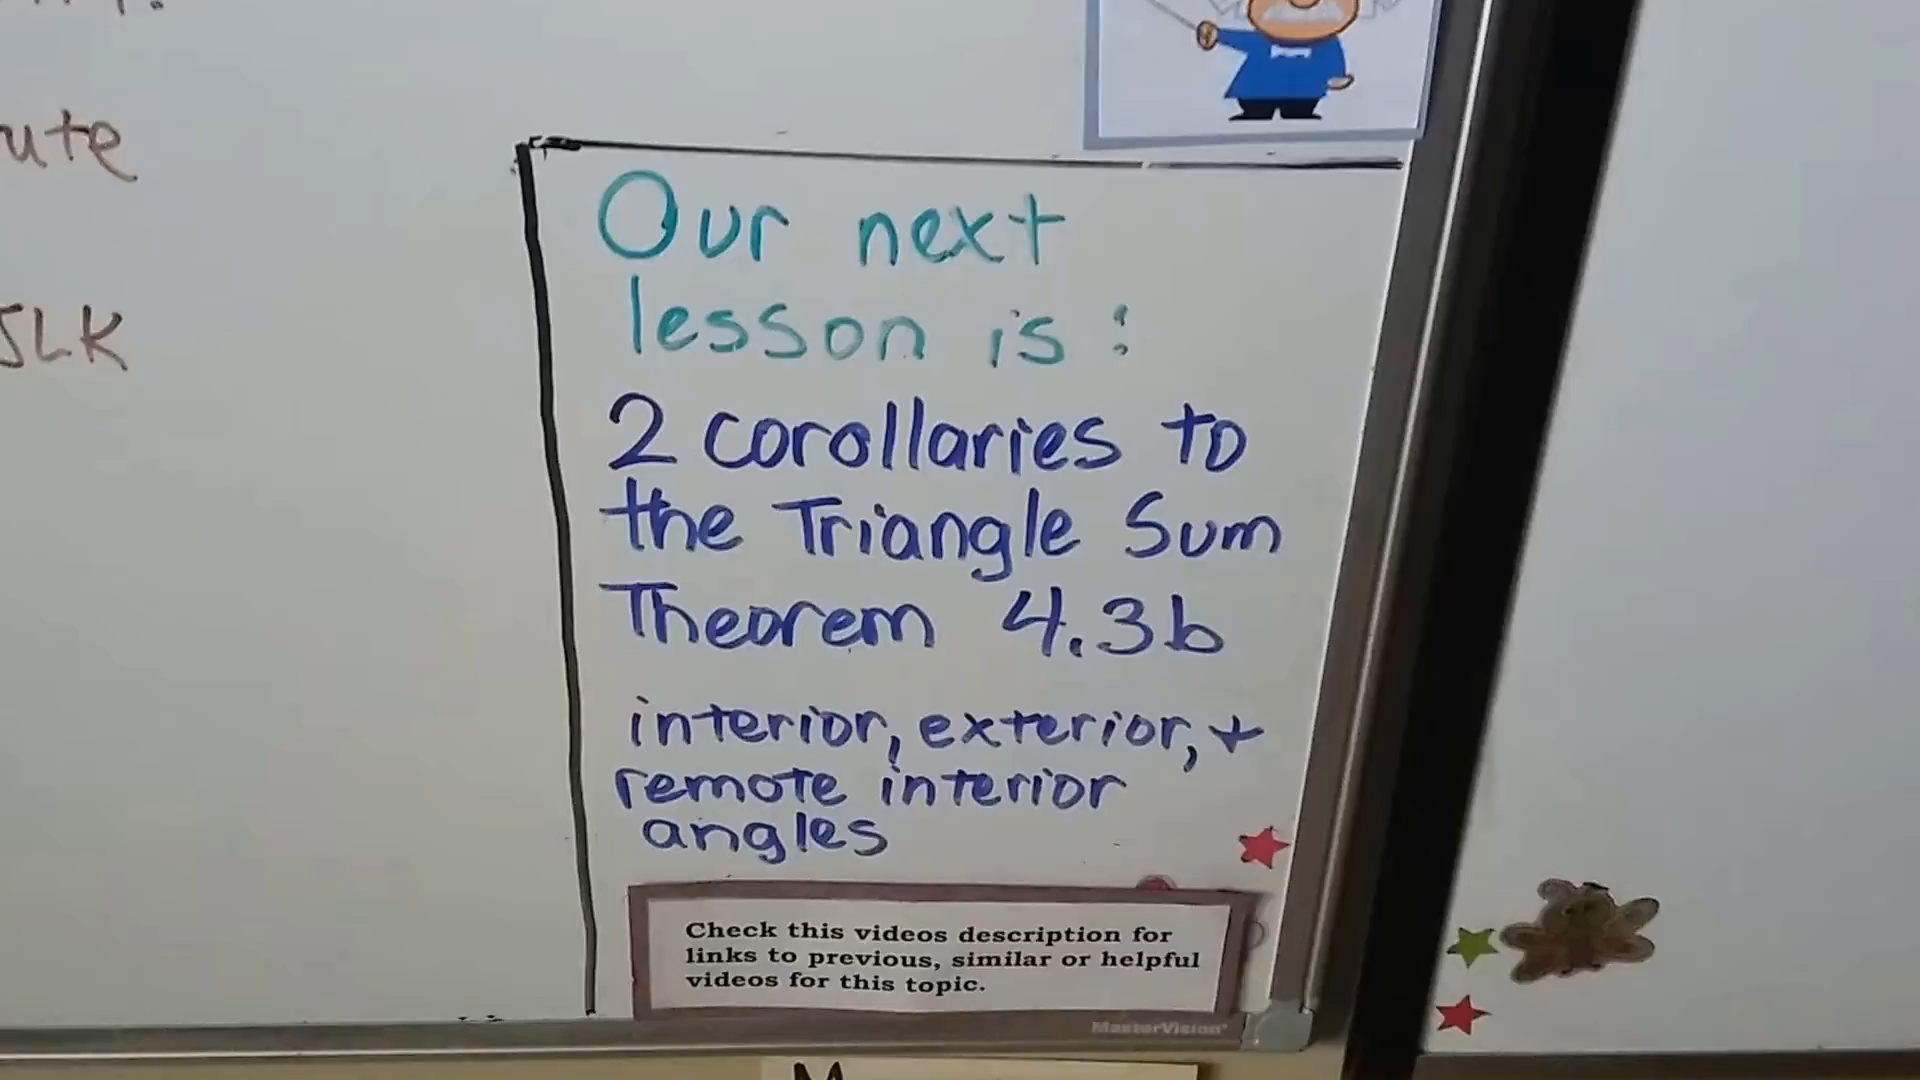 ute
JLK
Our next
lesson is:
2 corollaries to
the Triangle Sum
Theorem 4.3b
interior, exterior, +
remote interior
angles
Check this videos description for
links to previous, similar or helpful
videos for this topic.
MasterVision